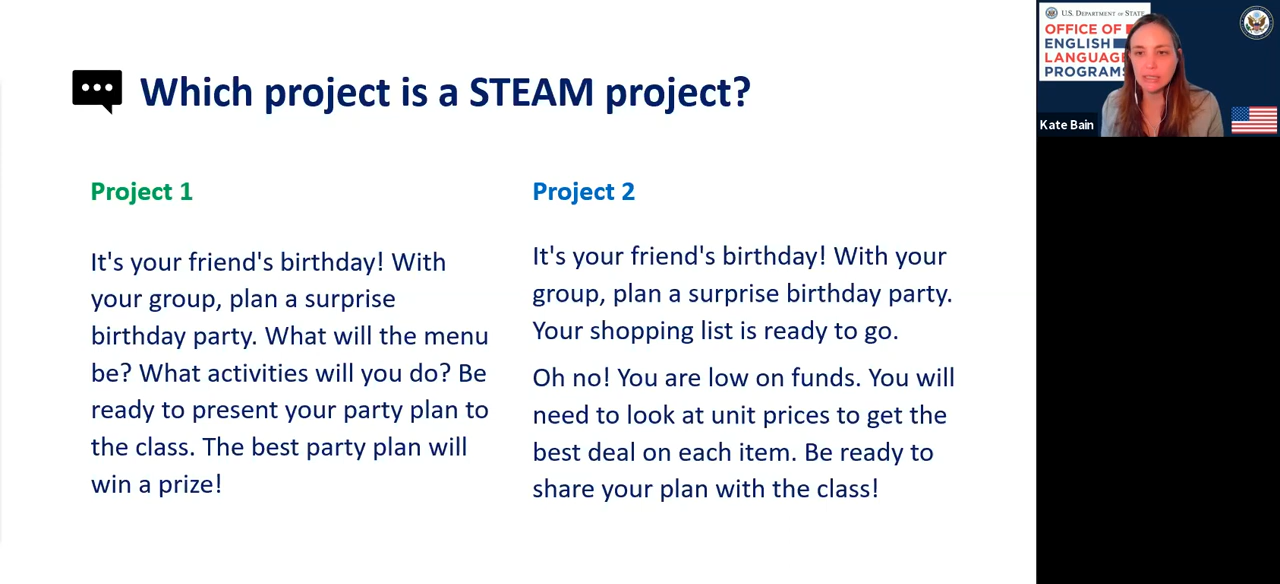 Which project is a STEAM project?
Project 1
It's your friend's birthday! With
your group, plan a surprise
birthday party. What will the menu
be? What activities will you do? Be
ready to present your party plan to
the class. The best party plan will
win a prize!
Project 2
It's your friend's birthday! With your
group, plan a surprise birthday party.
Your shopping list is ready to go.
Oh no! You are low on funds. You will
need to look at unit prices to get the
best deal on each item. Be ready to
share your plan with the class!
U.S. DEPARTMENT OF STATE
OFFICE OF
ENGLISH
LANGUAGE
PROGRAMS
Kate Bain